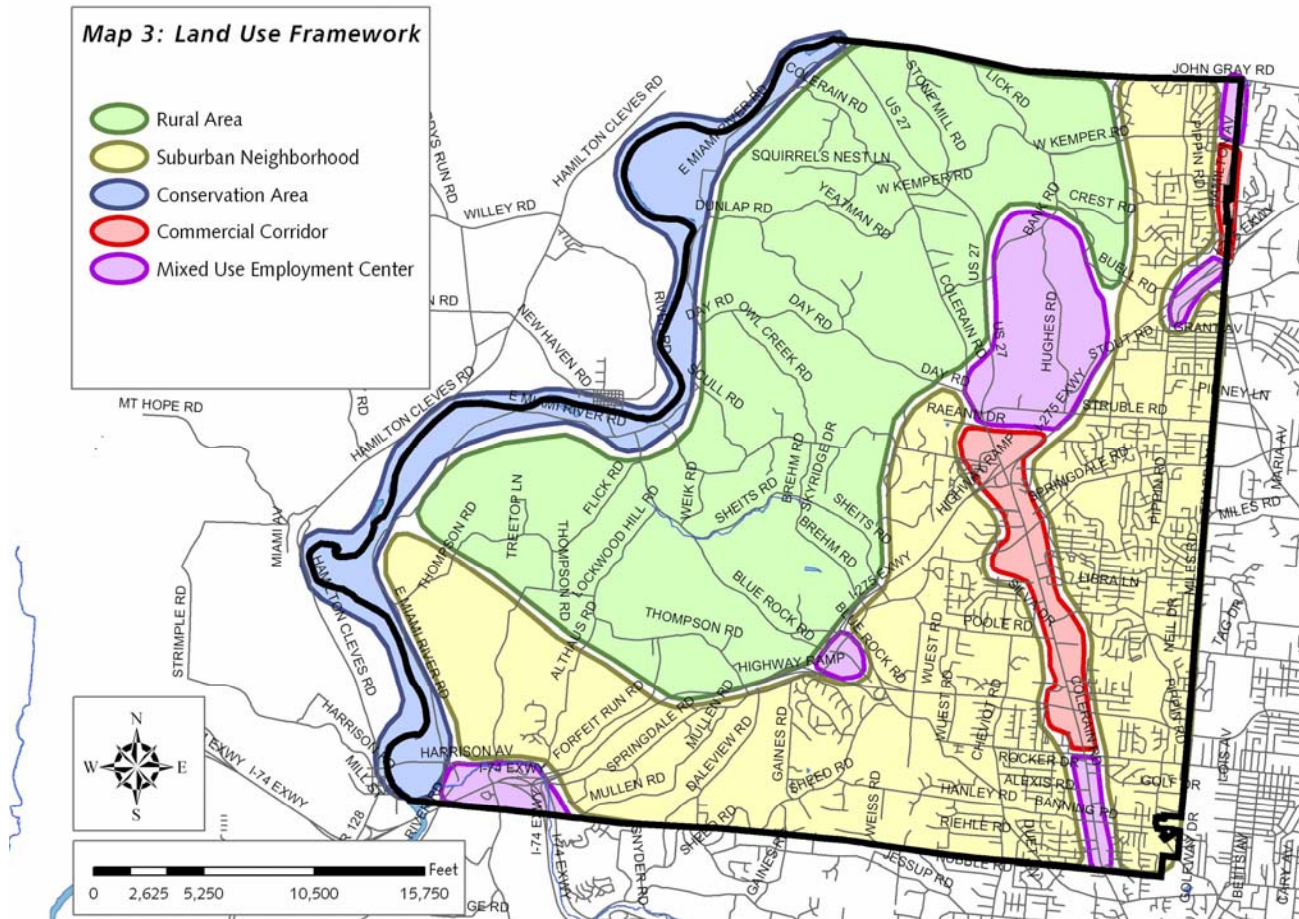 Map 3: Land Use Framework
Rural Area
Suburban Neighborhood
Conservation Area
Commercial Corridor
Mixed Use Employment Center
JOHN GRAY RD
COLERAIN RD
US 27
STONE MILL RD
LICK RD
E MIAMI RIVER RD
HAMILTON CLEVES RD
W KEMPER RD
PIPPIN RD
HAMILTON AV
SQUIRRELS NEST LN
W KEMPER RD
YEATMAN RD
CREST RD
BANK RD
WILLEY RD
DUNLAP RD
EXWY
BUELL RD
US 27
COLERAIN RD
DAY RD
DAY RD
OWL CREEK RD
HUGHES RD
US 27
STOUT RD
GRANT AV
NEW HAVEN RD
DAY RD
I-275 EXWY
RAEANN DR
STRUBLE RD
MT HOPE RD
HAMILTON CLEVES RD
E MIAMI RIVER RD
BREHM RD
SKYRIDGE DR
HIGHWAY RAMP
SPRINGDALE RD
PIPPIN RD
MARIA AV
MILES RD
MIAMI AV
FLICK RD
TREETOP LN
WEIK RD
SHEITS RD
SHEITS RD
THOMPSON RD
THOMPSON RD
LOCKWOOD HILL RD
BREHM RD
I-275 EXWY
LIBRA LN
MILES RD
STRIMPLE RD
HAMILTON CLEVES RD
E MIAMI RIVER RD
BLUE ROCK RD
BLUE ROCK RD
POOLE RD
NEIL DR
TAG DR
THOMPSON RD
ALTHAUS RD
HIGHWAY RAMP
WUEST RD
WUEST RD
CHEVIOT RD
COLERAIN RD
PIPPIN RD
FORFEIT RUN RD
SPRINGDALE RD
MULLEN RD
DALEVIEW RD
GAINES RD
HARRISON AV
I-74 EXWY
MULLEN RD
SHEED RD
ROCKER DR
ALEXIS RD
GOLF DR
HANLEY RD
BANNING RD
WEISS RD
RIEHLE RD
I-74 EXWY
I-74 EXWY
SNYDER RD
GAINES RD
JESSUP RD
GOLDWAY DR
BETTS AV
CARY AV
N
W E
S
Feet
0 2,625 5,250 10,500 15,750